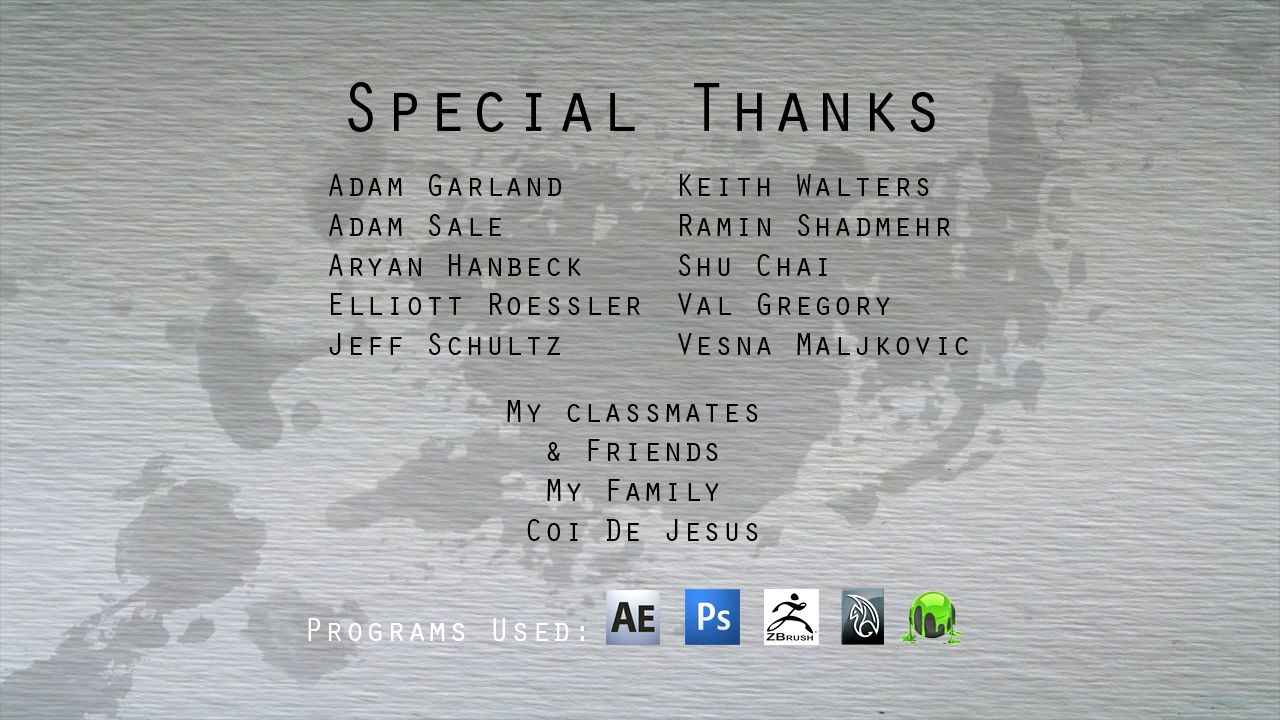 Special Thanks
Adam Garland
Adam Sale
Aryan Hanbeck
Elliott Roessler
Jeff Schultz
Keith Walters
Ramin Shadmehr
Shu Chai
Val Gregory
Vesna Maljkovic
My classmates
& Friends
My Family
Coi De Jesus
Programs Used: AE Ps ZBrush